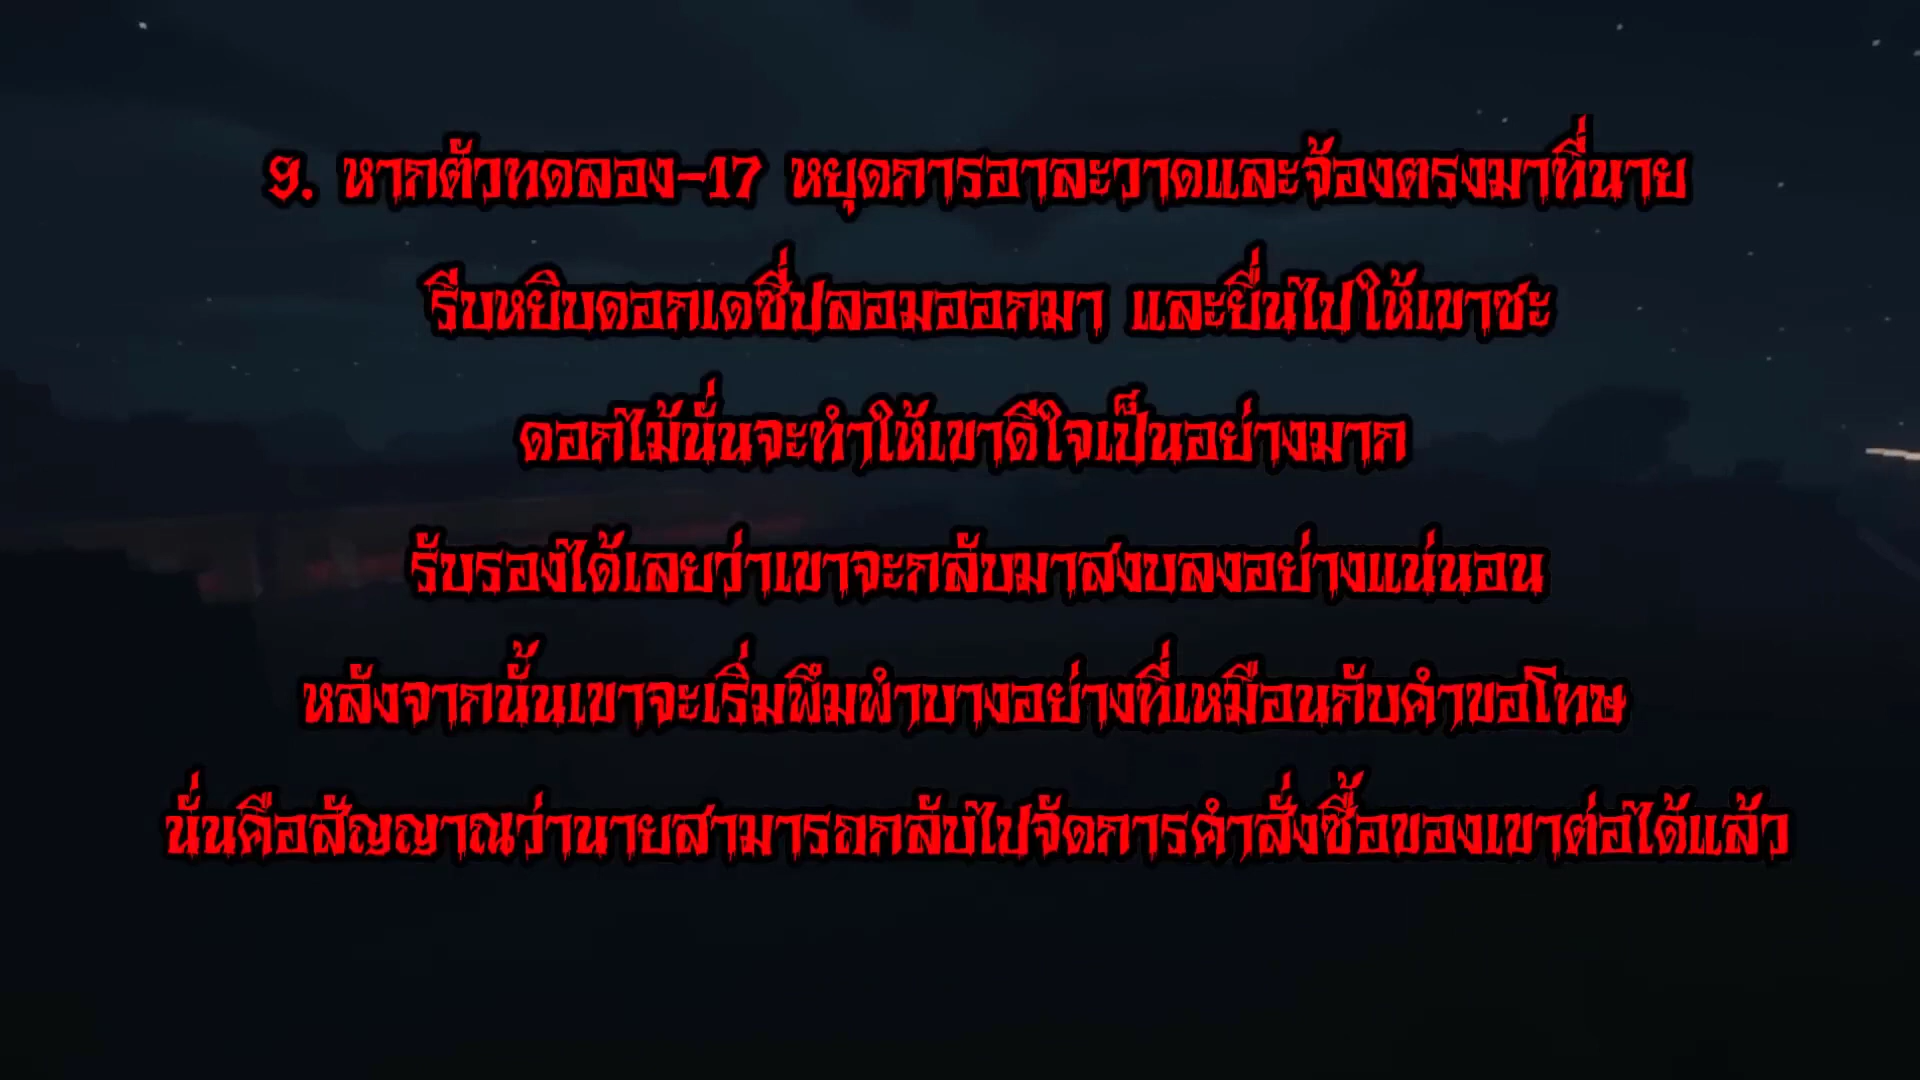 9. หากตัวทดลอง-17 หยุดการอาละวาดและจ้องตรงมาที่นาย
รีบหยิบดอกเดซี่ปลอมออกมา และยื่นไปให้เขาซะ
ดอกไม้นั่นจะทำให้เขาดีใจเป็นอย่างมาก
รับรองได้เลยว่าเขาจะกลับมาสงบลงอย่างแน่นอน
หลังจากนั้นเขาจะเริ่มพึมพำบางอย่างที่เหมือนกับคำขอโทษ
นั่นคือสัญญาณว่านายสามารถกลับไปจัดการคำสั่งซื้อของเขาต่อได้แล้ว